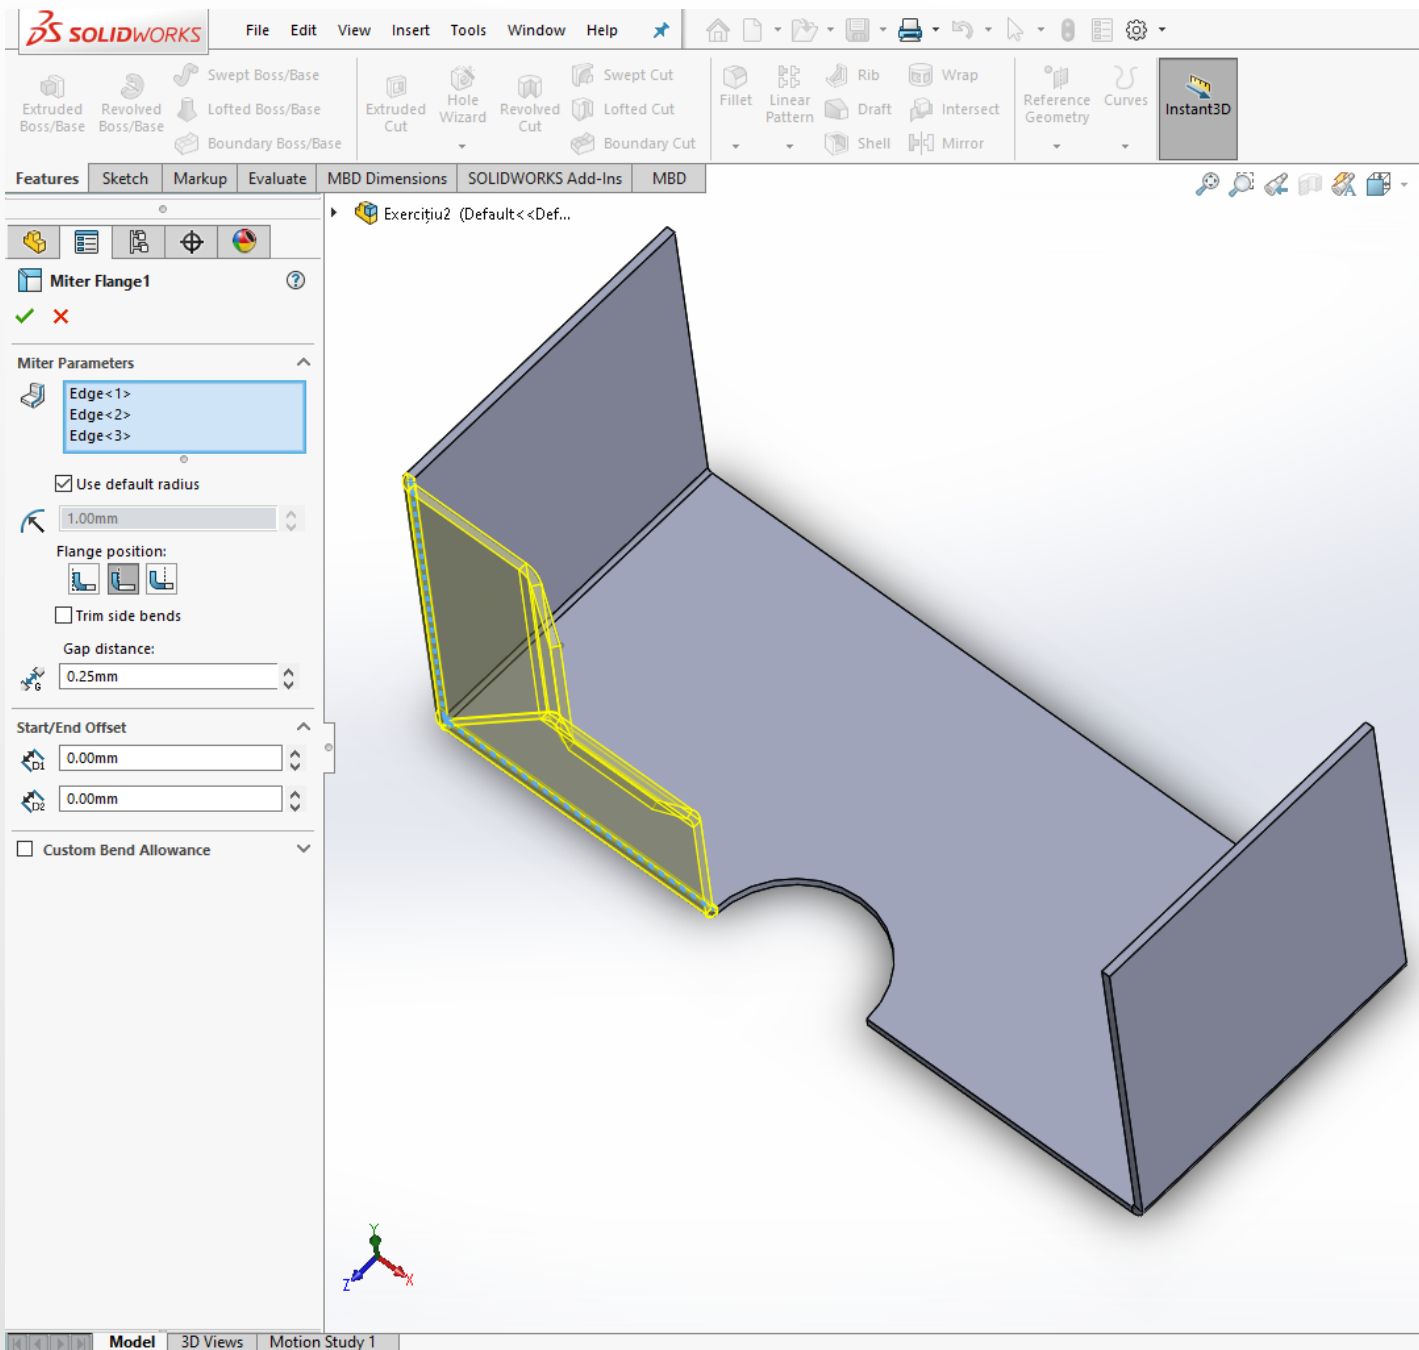 SOLIDWORKS File Edit View Insert Tools Window Help
Extruded Boss/Base
Revolved Boss/Base
Swept Boss/Base
Lofted Boss/Base
Boundary Boss/Base
Extruded Cut
Hole Wizard
Revolved Cut
Swept Cut
Lofted Cut
Boundary Cut
Fillet
Linear Pattern
Rib
Draft
Shell
Wrap
Intersect
Mirror
Reference Geometry
Curves
Instant3D
Features Sketch Markup Evaluate MBD Dimensions SOLIDWORKS Add-Ins MBD
Exercițiu2 (Default<<Def...
Miter Flange1
Miter Parameters
Edge<1>
Edge<2>
Edge<3>
Use default radius
1.00mm
Flange position:
Trim side bends
Gap distance:
G
0.25mm
Start/End Offset
D1
0.00mm
D2
0.00mm
Custom Bend Allowance
Y
Z
X
Model 3D Views Motion Study 1